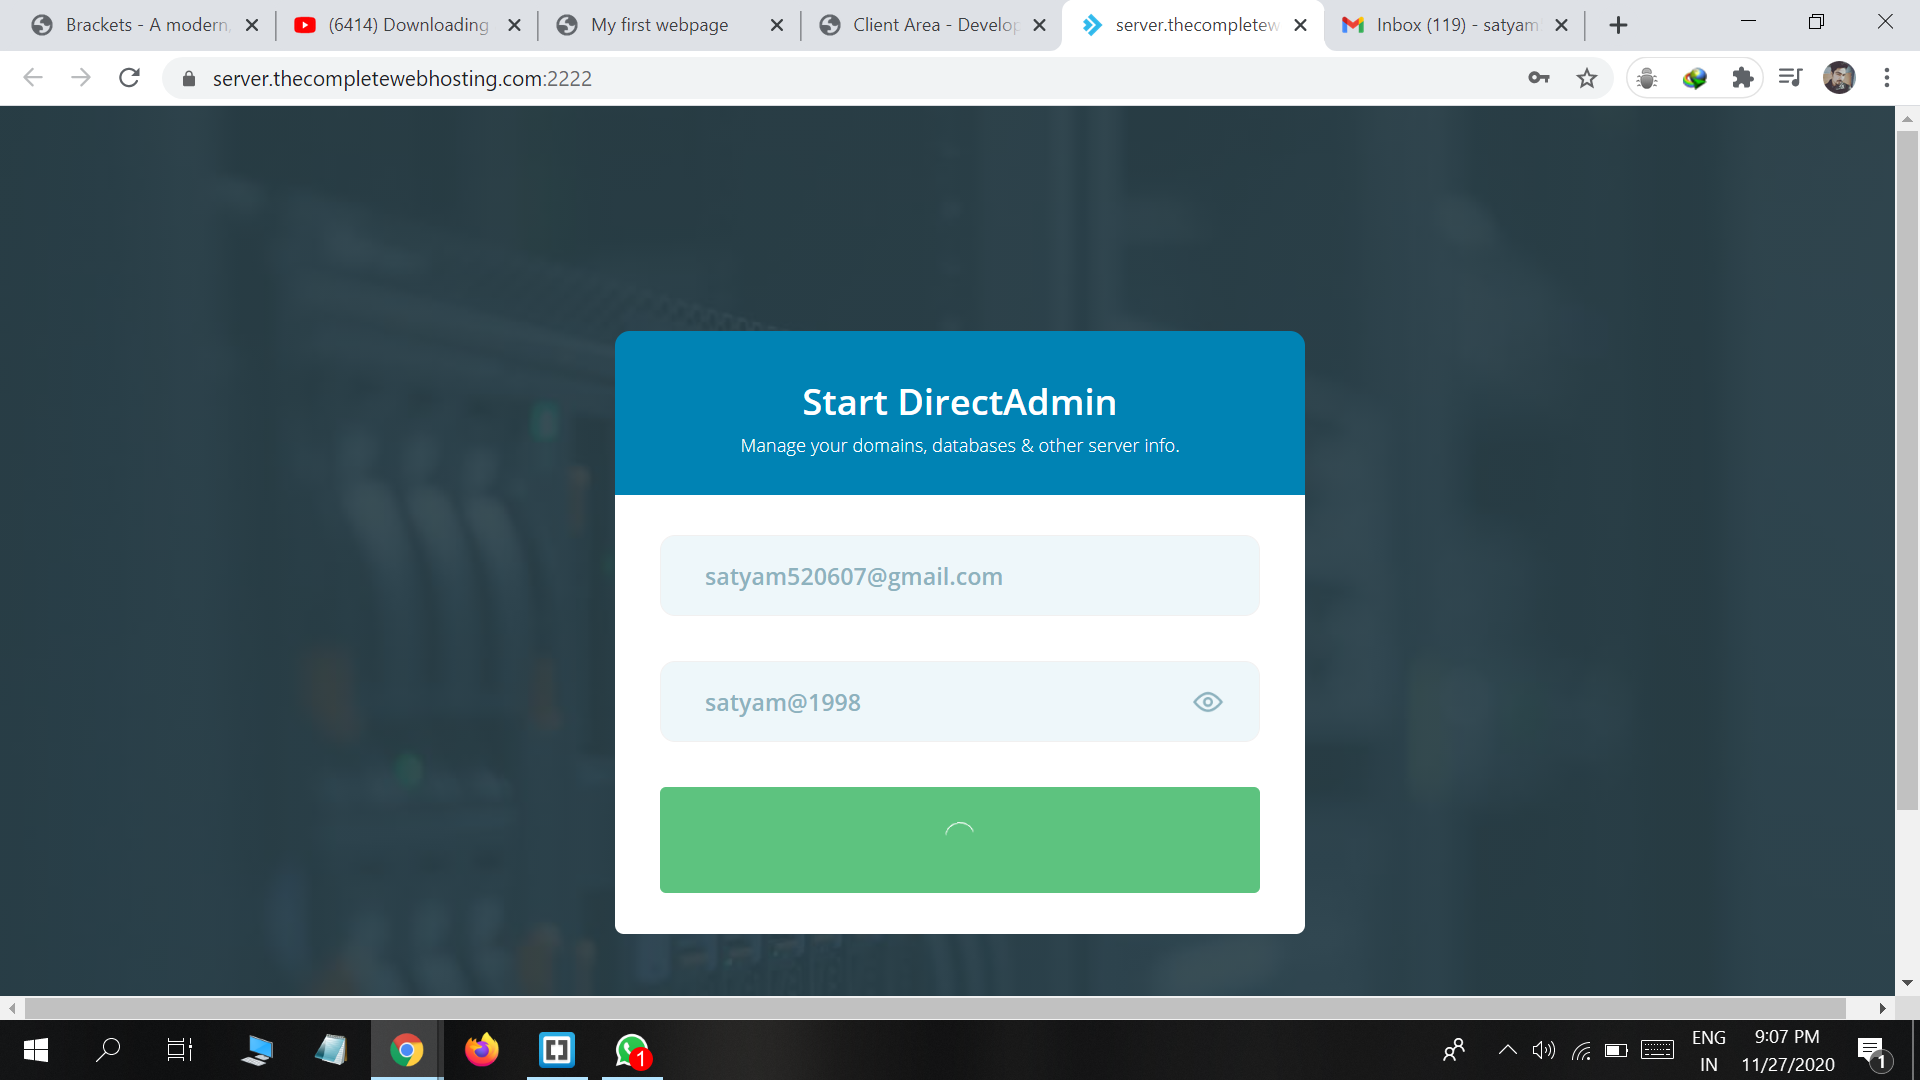 Brackets - A modern,
(6414) Downloading
My first webpage
Client Area - Develop
server.thecompletew
Inbox (119) - satyam
server.thecompletewebhosting.com:2222
Start DirectAdmin
Manage your domains, databases & other server info.
satyam520607@gmail.com
satyam@1998
1
ENG
IN
9:07 PM
11/27/2020
1